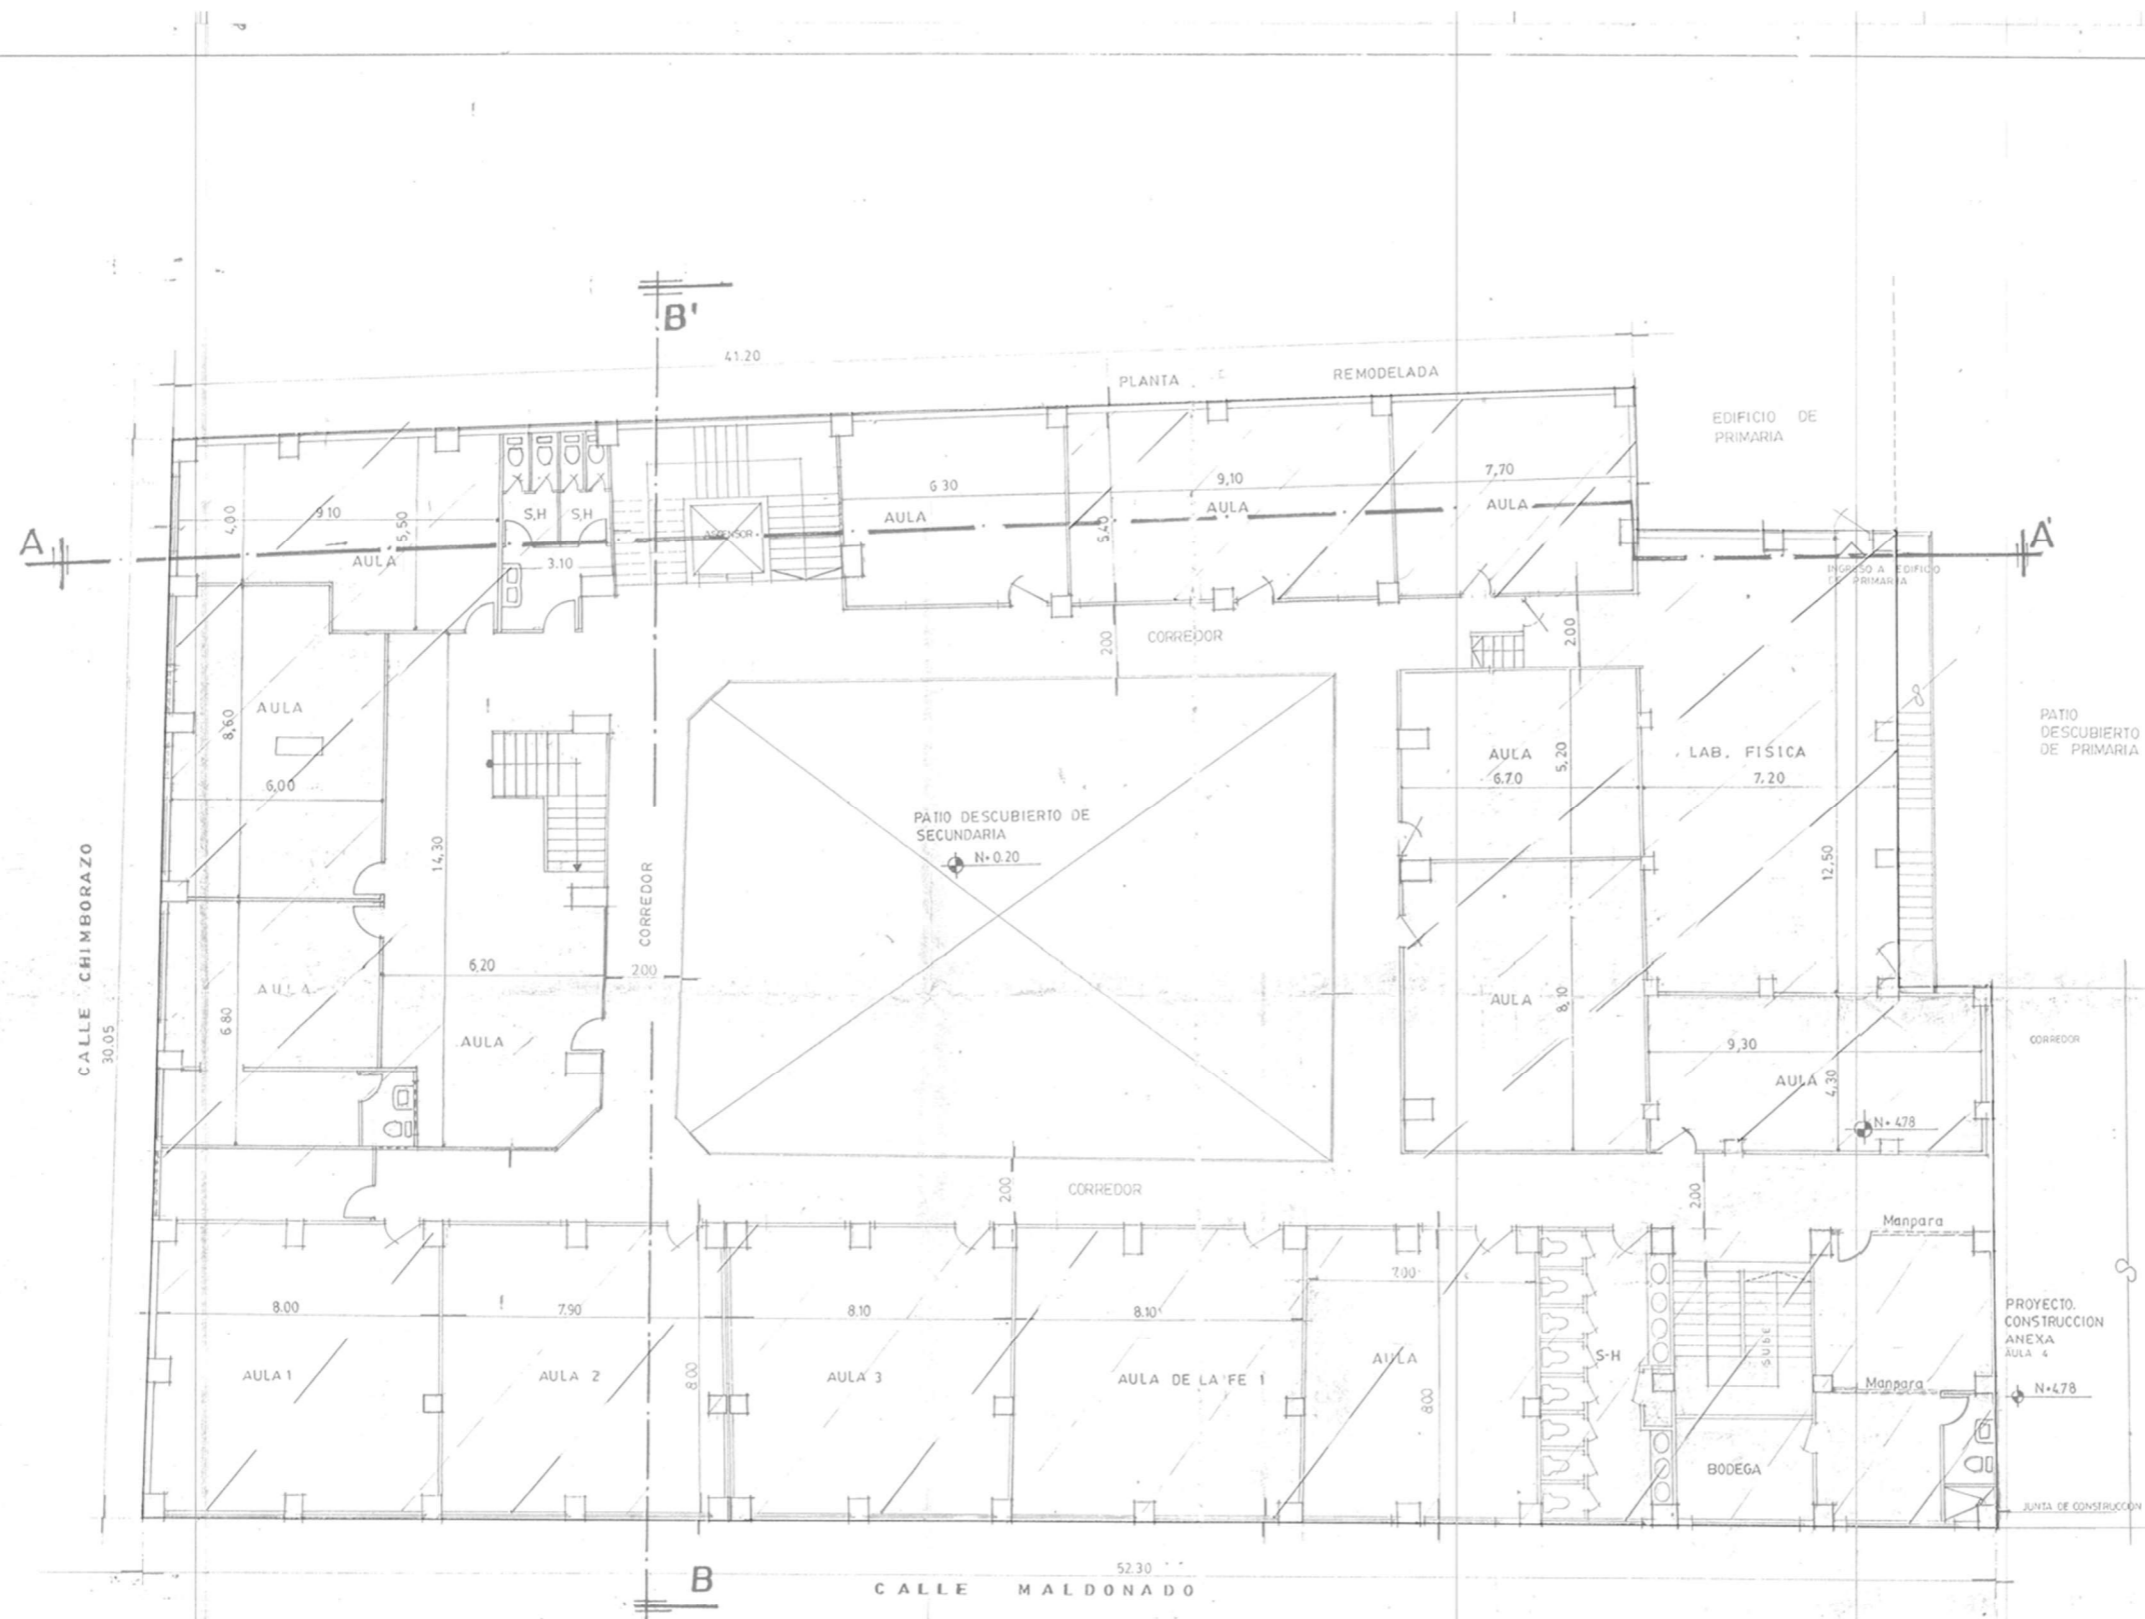 B'
41.20
PLANTA
REMODELADA
EDIFICIO DE
PRIMARIA
7,70
9,10
6 30
AULA
AULA
AULA
4,00
9.10
5,50
S,H
S,H
ASCENSOR
5,40
A
A'
AULA
3.10
INGRESO A EDIFICIO
DE PRIMARIA
CORREDOR
200
2.00
AULA
8,60
6,00
AULA
6.70
5,20
LAB. FISICA
7.20
PATIO
DESCUBIERTO
DE PRIMARIA
PATIO DESCUBIERTO DE
SECUNDARIA
N+0.20
14,30
12,50
CALLE CHIMBORAZO
30.05
CORREDOR
6,20
200
AULA
6.80
AULA
AULA
8,10
9,30
AULA
4,30
N+478
CORREDOR
CORREDOR
2.00
2.00
Manpara
8.00
7.90
8.10
8.10
7.00
PROYECTO.
CONSTRUCCION
ANEXA
AULA 4
AULA 1
AULA 2
8.00
AULA 3
AULA DE LA FE 1
AULA
8.00
S-H
SUBE
Manpara
N+478
BODEGA
JUNTA DE CONSTRUCCION
B
52.30
CALLE MALDONADO